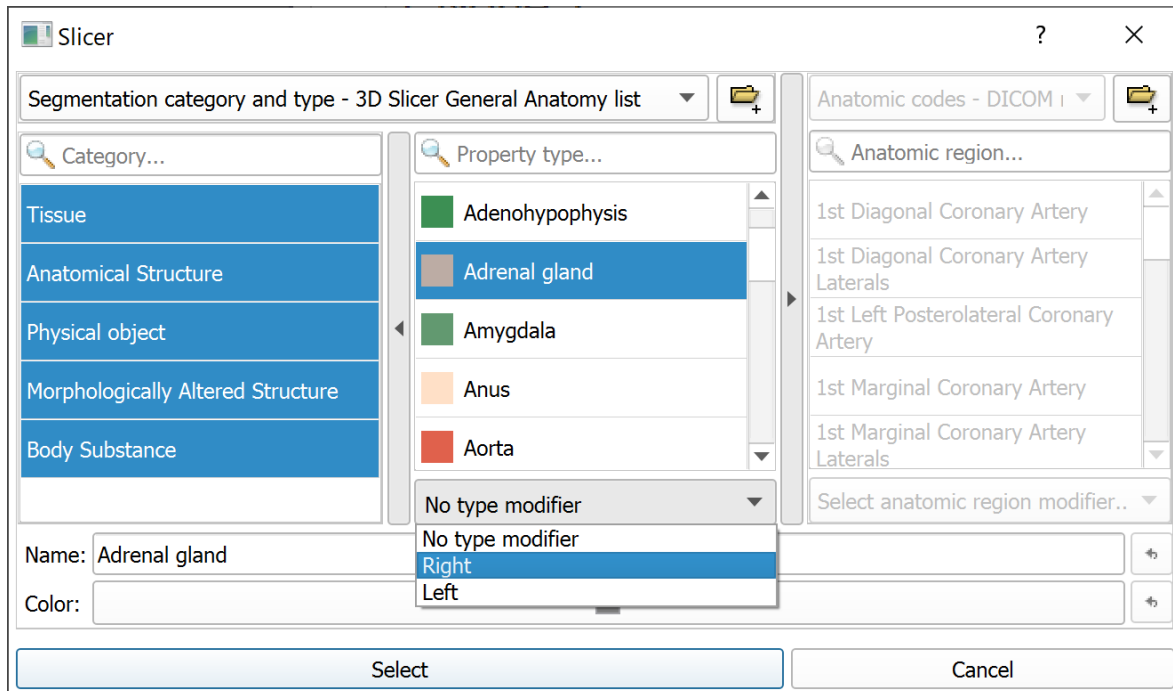 Slicer
?
Segmentation category and type - 3D Slicer General Anatomy list
Anatomic codes - DICOM
Category...
Property type...
Anatomic region...
Tissue
Anatomical Structure
Physical object
Morphologically Altered Structure
Body Substance
Adenohypophysis
Adrenal gland
Amygdala
Anus
Aorta
1st Diagonal Coronary Artery
1st Diagonal Coronary Artery
Laterals
1st Left Posterolateral Coronary
Artery
1st Marginal Coronary Artery
1st Marginal Coronary Artery
Laterals
No type modifier
Select anatomic region modifier..
No type modifier
Right
Left
Name: Adrenal gland
Color:
Select
Cancel